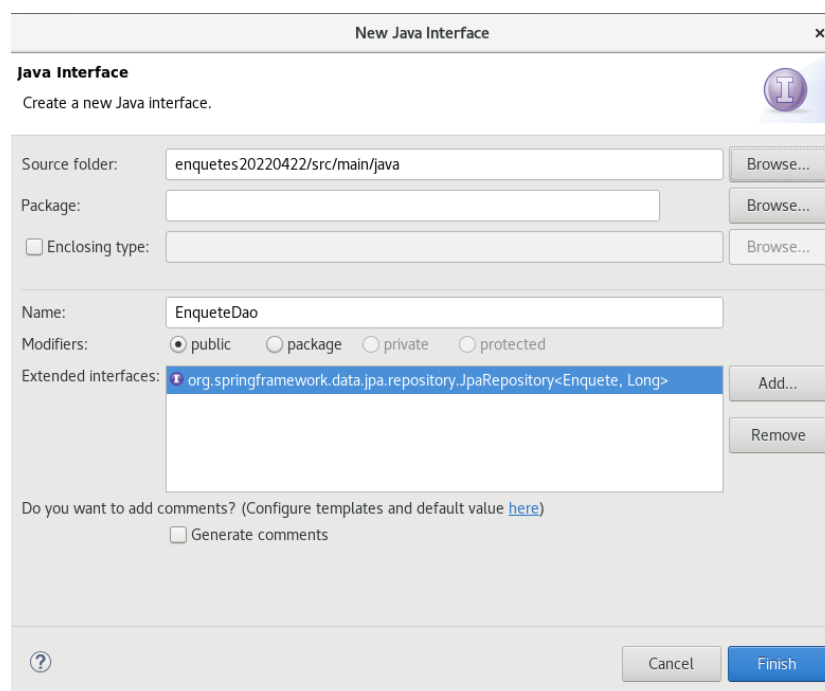 New Java Interface
×
Java Interface
Create a new Java interface.
Source folder: enquetes20220422/src/main/java Browse...
Package: Browse...
Enclosing type: Browse...
Name: EnqueteDao
Modifiers: public package private protected
Extended interfaces: org.springframework.data.jpa.repository.JpaRepository<Enquete, Long> Add...
Remove
Do you want to add comments? (Configure templates and default value here)
Generate comments
? Cancel Finish